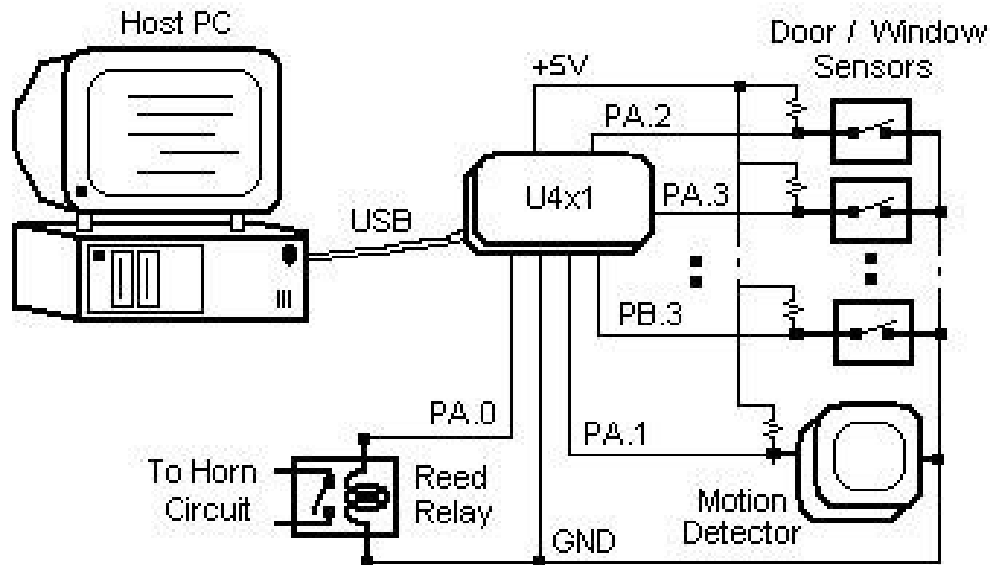 Host PC
Door / Window
Sensors
+5V
PA.2
U4x1
PA.3
USB
PB.3
PA.0
PA.1
To Horn
Circuit
Reed
Relay
Motion
Detector
GND